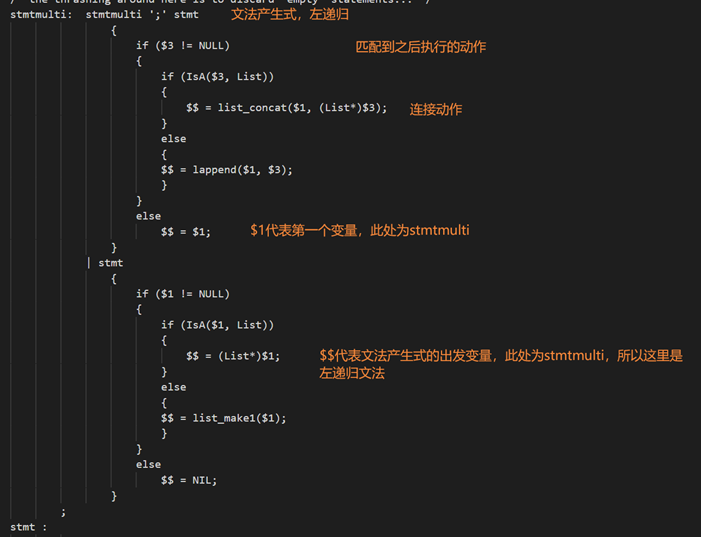 /* the thrashing around here is to discard "empty" statements... */
stmtmulti:  stmtmulti ';' stmt 文法产生式，左递归
{
if ($3 != NULL) 匹配到之后执行的动作
{
if (IsA($3, List))
{
$$ = list_concat($1, (List*)$3); 连接动作
}
else
{
$$ = lappend($1, $3);
}
}
else
$$ = $1; $1代表第一个变量，此处为stmtmulti
}
| stmt
{
if ($1 != NULL)
{
if (IsA($1, List))
{
$$ = (List*)$1; $$代表文法产生式的出发变量，此处为stmtmulti，所以这里是
} 左递归文法
else
{
$$ = list_make1($1);
}
}
else
$$ = NIL;
}
;
stmt :